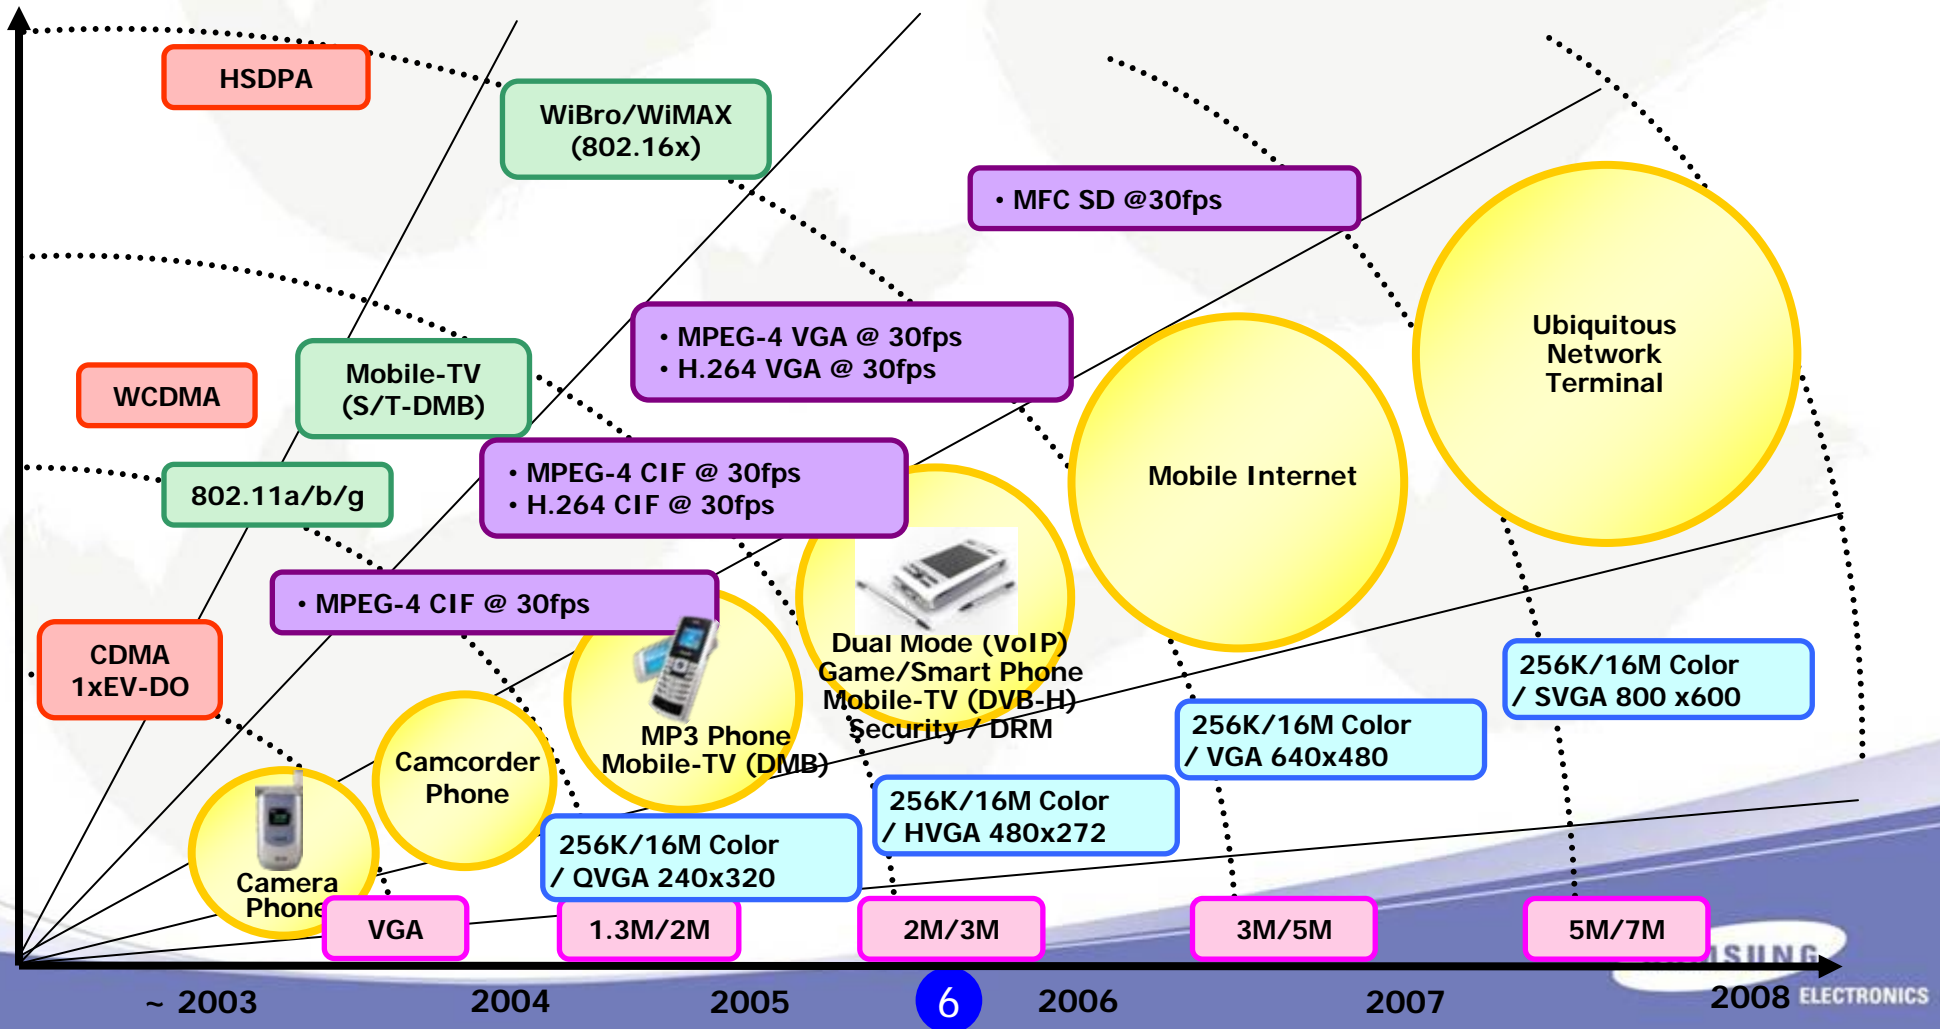 HSDPA
WiBro/WiMAX
(802.16x)
• MFC SD @30fps
Ubiquitous
Network
Terminal
• MPEG-4 VGA @ 30fps
• H.264 VGA @ 30fps
WCDMA
Mobile-TV
(S/T-DMB)
802.11a/b/g
• MPEG-4 CIF @ 30fps
• H.264 CIF @ 30fps
Mobile Internet
• MPEG-4 CIF @ 30fps
CDMA
1xEV-DO
Dual Mode (VoIP)
Game/Smart Phone
Mobile-TV (DVB-H)
Security / DRM
MP3 Phone
Mobile-TV (DMB)
Camcorder
Phone
Camera
Phone
256K/16M Color
/ SVGA 800 x600
256K/16M Color
/ VGA 640x480
256K/16M Color
/ HVGA 480x272
256K/16M Color
/ QVGA 240x320
VGA
1.3M/2M
2M/3M
3M/5M
5M/7M
~ 2003
2004
2005
6
2006
2007
2008
ELECTRONICS